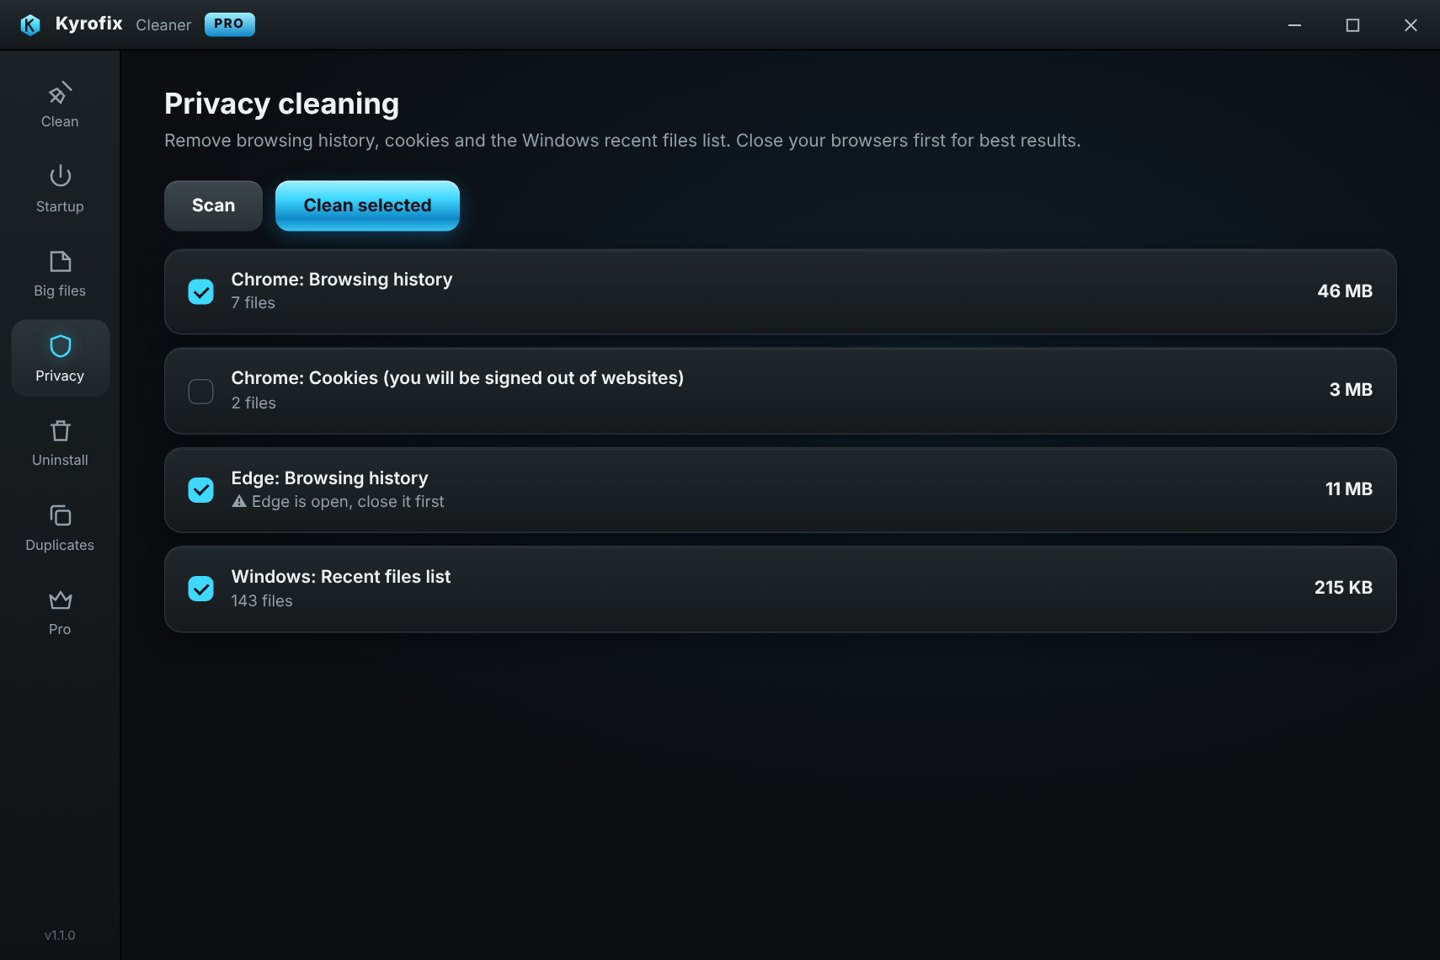 Kyrofix Cleaner PRO
Clean
Startup
Big files
Privacy
Uninstall
Duplicates
Pro
v1.1.0
Privacy cleaning
Remove browsing history, cookies and the Windows recent files list. Close your browsers first for best results.
Scan
Clean selected
Chrome: Browsing history
7 files
46 MB
Chrome: Cookies (you will be signed out of websites)
2 files
3 MB
Edge: Browsing history
⚠ Edge is open, close it first
11 MB
Windows: Recent files list
143 files
215 KB